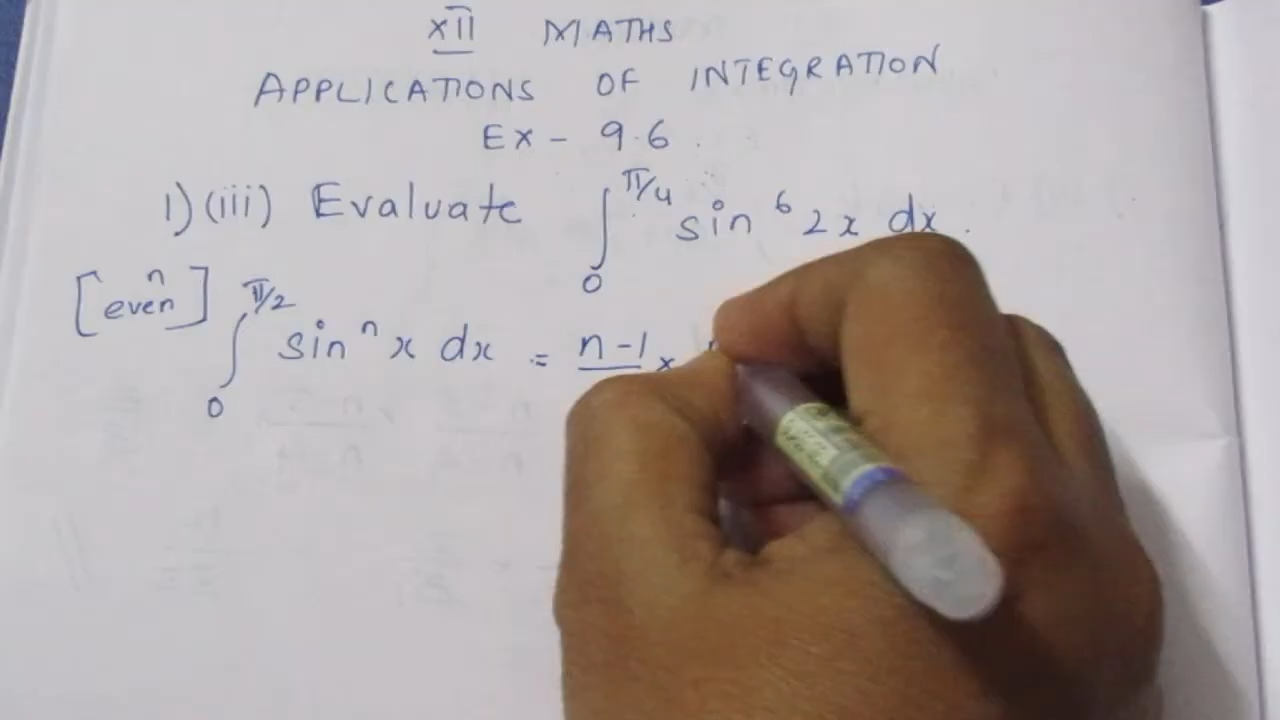 XII MATHS
APPLICATIONS OF INTEGRATION
EX - 9.6
1)(iii) Evaluate ∫₀^π/4 sin⁶ 2x dx.
[n even] ∫₀^π/2 sinⁿ x dx = n-1 ×